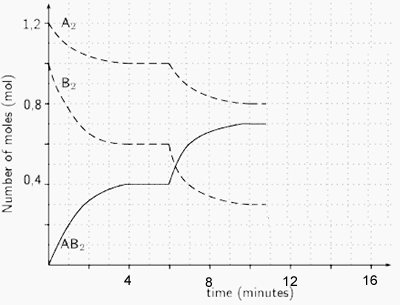 1,2
A₂
B₂
0.8
0.4
AB₂
Number of moles (mol)
4
8
12
16
time (minutes)